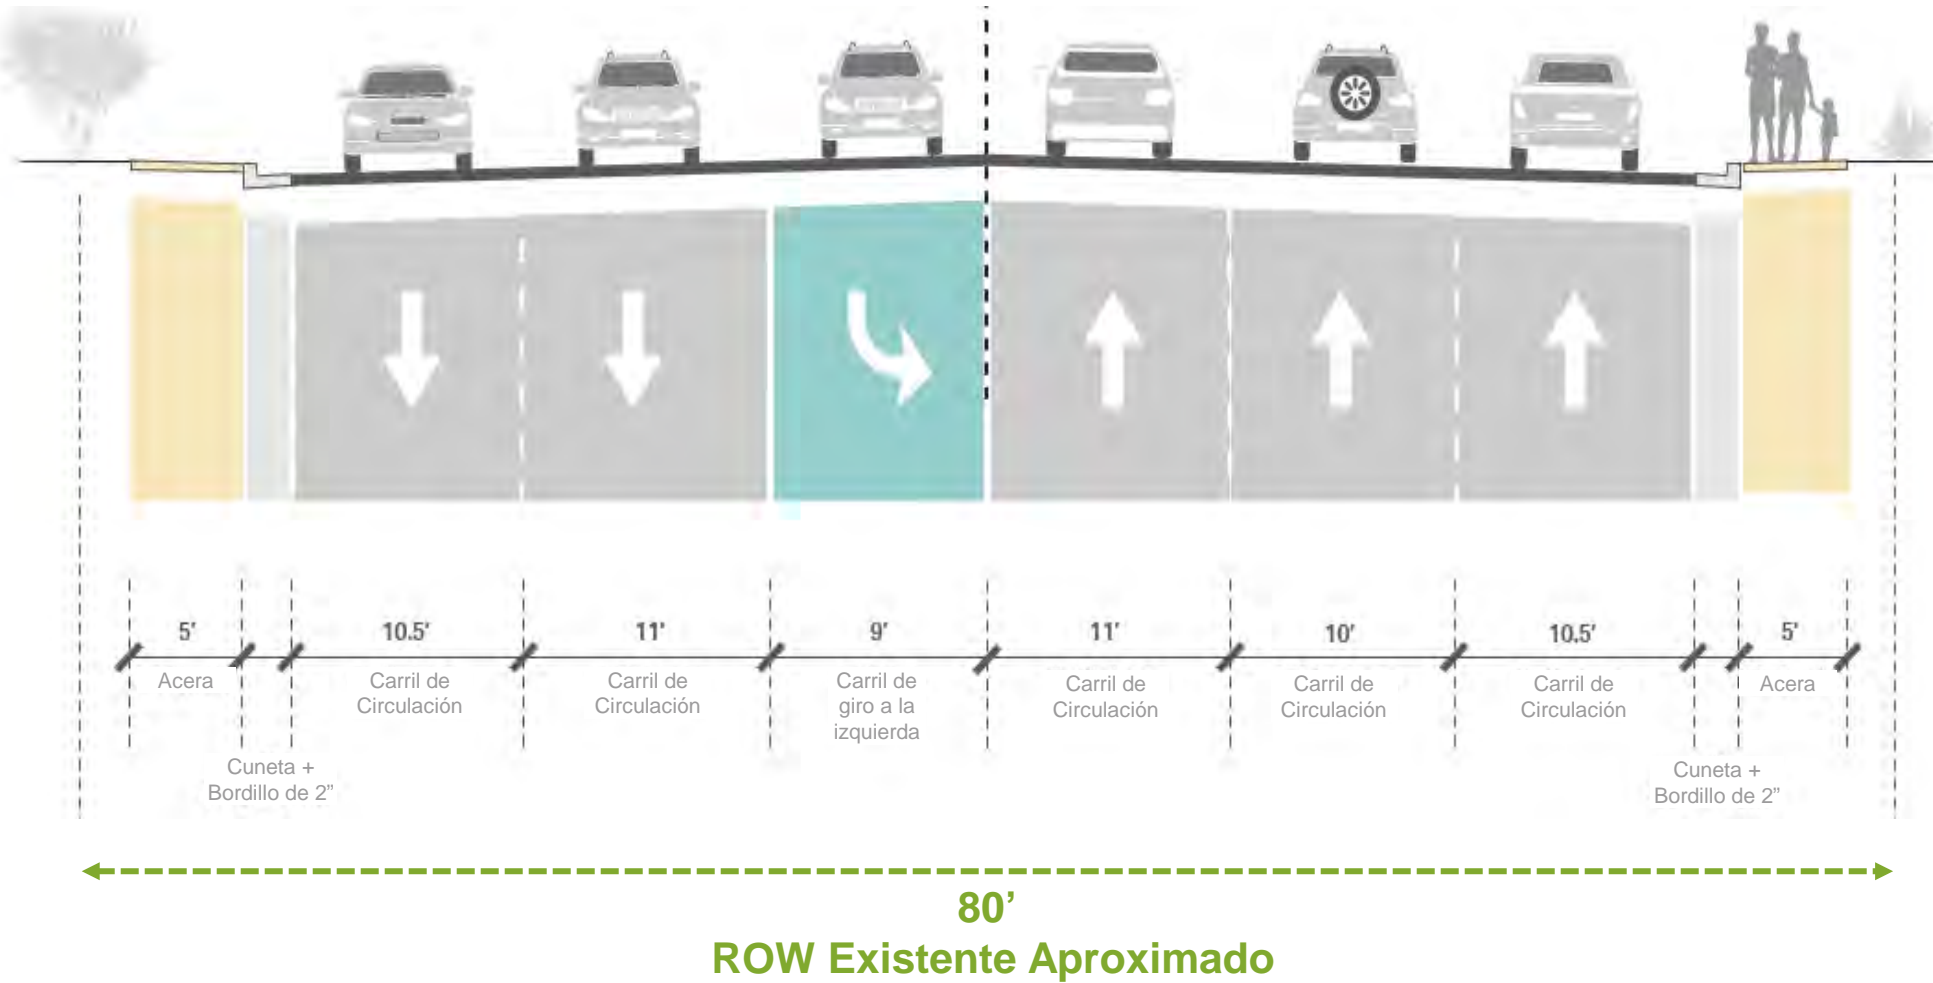 5'
10.5'
11'
9'
11'
10'
10.5'
5'
Acera
Carril de
Circulación
Carril de
Circulación
Carril de
giro a la
izquierda
Carril de
Circulación
Carril de
Circulación
Carril de
Circulación
Acera
Cuneta +
Bordillo de 2”
Cuneta +
Bordillo de 2”
80’
ROW Existente Aproximado